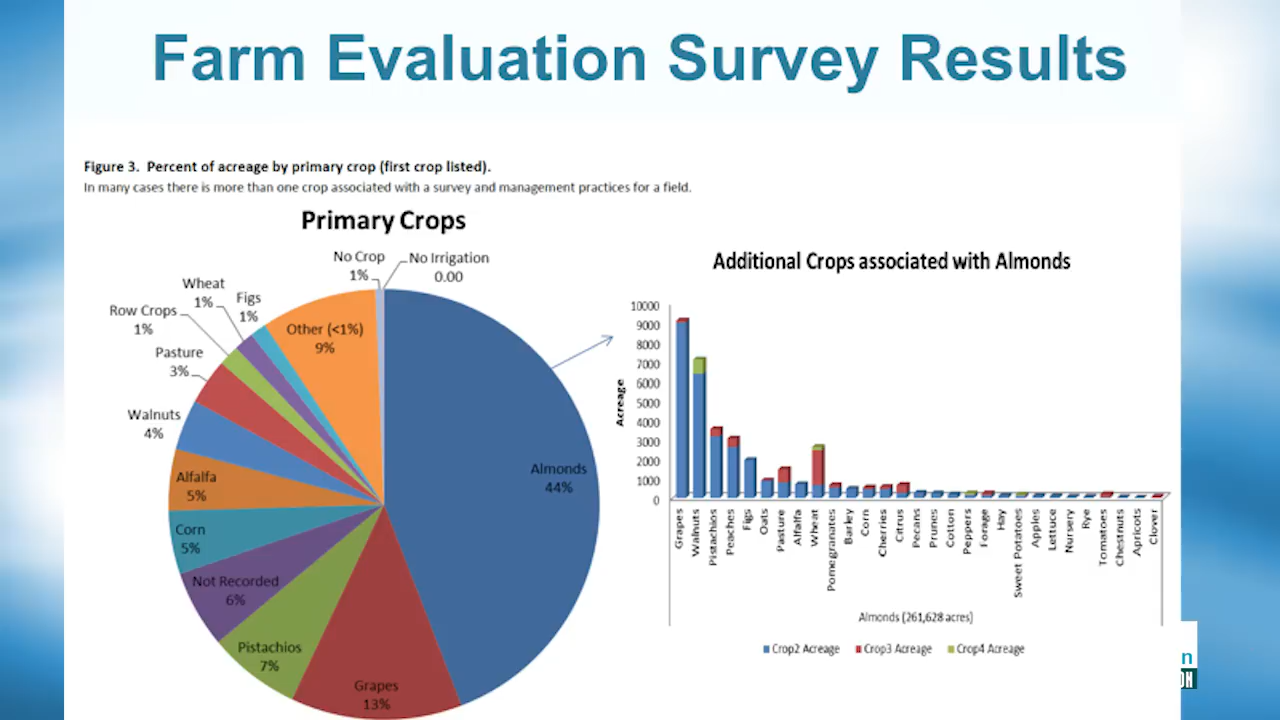 Farm Evaluation Survey Results
Figure 3. Percent of acreage by primary crop (first crop listed).
In many cases there is more than one crop associated with a survey and management practices for a field.
Primary Crops
No Crop
1%
No Irrigation
0.00
Wheat
1%
Figs
1%
Row Crops
1%
Other (<1%)
9%
Pasture
3%
Walnuts
4%
Almonds
44%
Alfalfa
5%
Corn
5%
Not Recorded
6%
Pistachios
7%
Grapes
13%
Additional Crops associated with Almonds
Acreage
10000
9000
8000
7000
6000
5000
4000
3000
2000
1000
0
Grapes
Walnuts
Pistachios
Peaches
Figs
Oats
Pasture
Alfalfa
Wheat
Pomegranates
Barley
Corn
Cherries
Citrus
Pecans
Prunes
Cotton
Peppers
Forage
Hay
Sweet Potatoes
Apples
Lettuce
Nursery
Rye
Tomatoes
Chestnuts
Apricots
Clover
Almonds (261,628 acres)
Crop2 Acreage
Crop3 Acreage
Crop4 Acreage
n